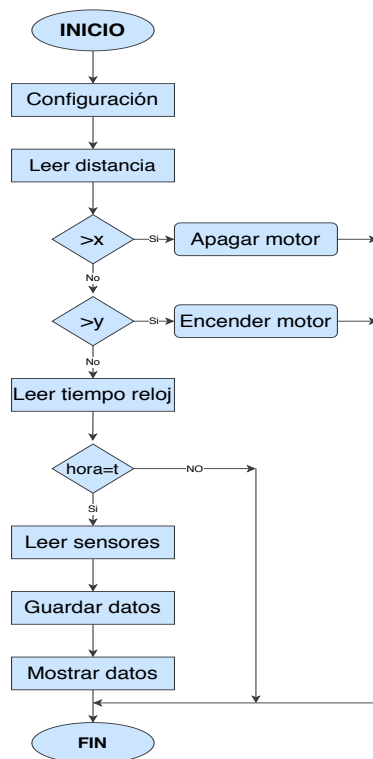 INICIO
Configuración
Leer distancia
>x
Si
Apagar motor
No
>y
Si
Encender motor
No
Leer tiempo reloj
hora=t
NO
Si
Leer sensores
Guardar datos
Mostrar datos
FIN